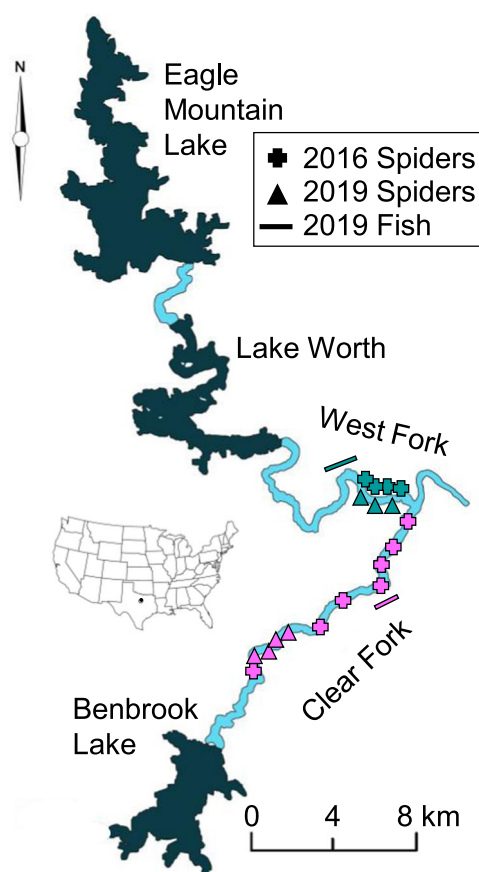 N
Eagle
Mountain
Lake
2016 Spiders
2019 Spiders
2019 Fish
Lake Worth
West Fork
Clear Fork
Benbrook
Lake
0 4 8 km